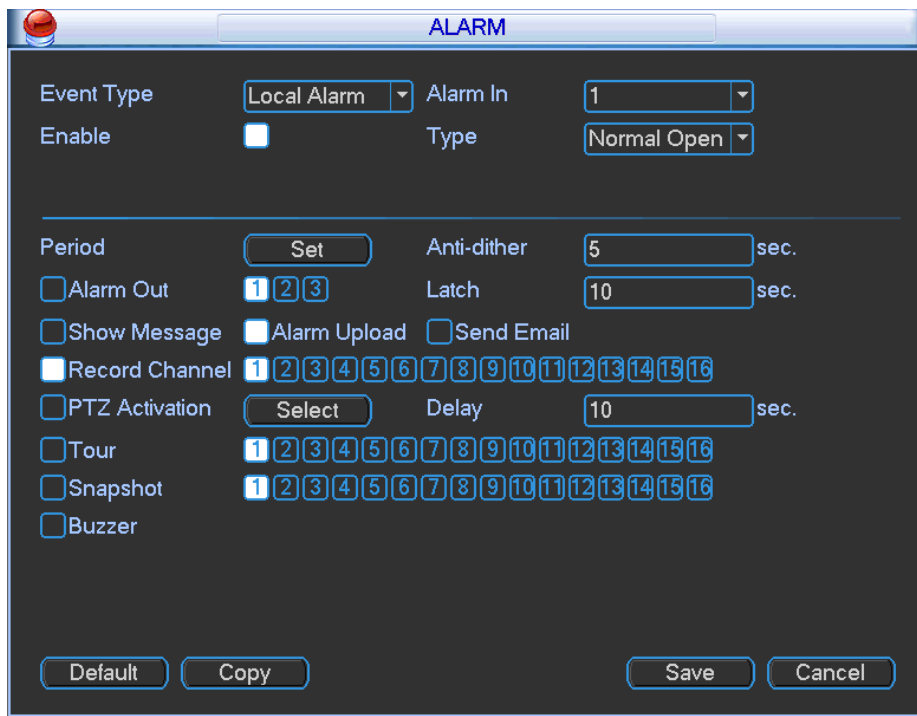 ALARM
Event Type Local Alarm Alarm In 1
Enable Type Normal Open
Period Set Anti-dither 5 sec.
Alarm Out 1 2 3 Latch 10 sec.
Show Message Alarm Upload Send Email
Record Channel 1 2 3 4 5 6 7 8 9 10 11 12 13 14 15 16
PTZ Activation Select Delay 10 sec.
Tour 1 2 3 4 5 6 7 8 9 10 11 12 13 14 15 16
Snapshot 1 2 3 4 5 6 7 8 9 10 11 12 13 14 15 16
Buzzer
Default Copy Save Cancel